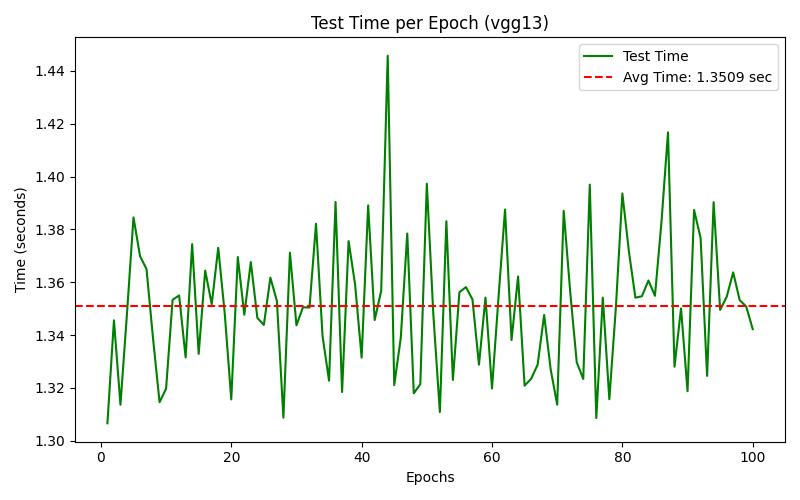 Test Time per Epoch (vgg13)
Test Time
Avg Time: 1.3509 sec
Time (seconds)
1.44
1.42
1.40
1.38
1.36
1.34
1.32
1.30
0 20 40 60 80 100
Epochs